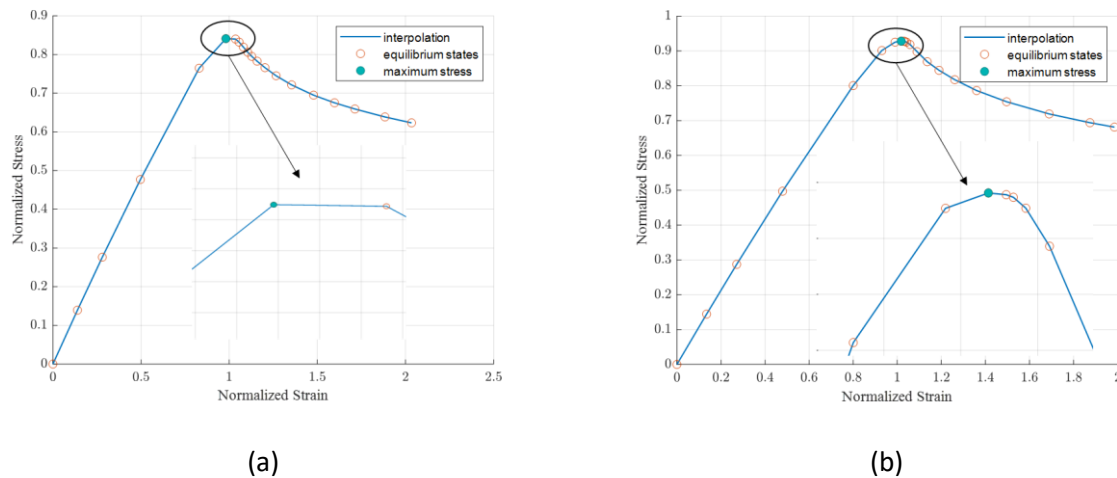 0.9
0.8
0.7
0.6
0.5
0.4
0.3
0.2
0.1
0
Normalized Stress
0 0.5 1 1.5 2 2.5
Normalized Strain
interpolation
equilibrium states
maximum stress
(a)
1
0.9
0.8
0.7
0.6
0.5
0.4
0.3
0.2
0.1
0
Normalized Stress
0 0.2 0.4 0.6 0.8 1 1.2 1.4 1.6 1.8 2
Normalized Strain
interpolation
equilibrium states
maximum stress
(b)